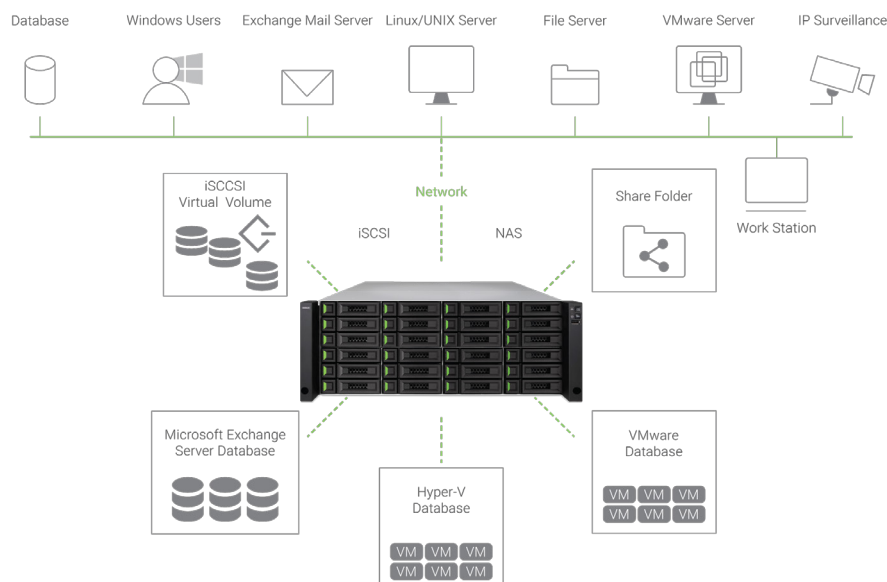 Database
Windows Users
Exchange Mail Server
Linux/UNIX Server
File Server
VMware Server
IP Surveillance
Network
iSCCSI
Virtual Volume
iSCSI
NAS
Share Folder
Work Station
Microsoft Exchange
Server Database
Hyper-V
Database
VM VM VM
VM VM VM
VMware
Database
VM VM VM
VM VM VM